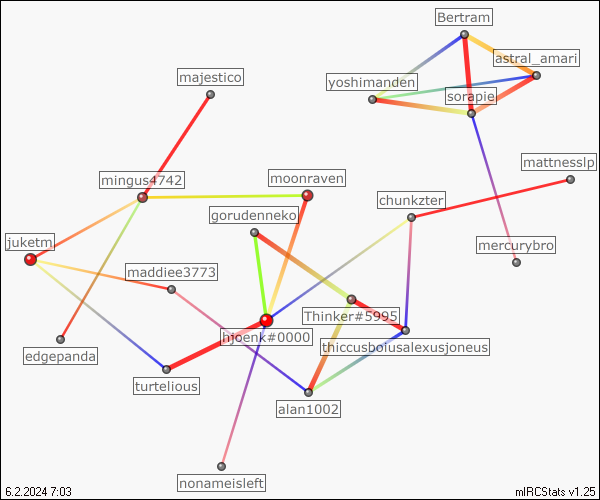 Bertram
astral_amari
majestico
yoshimanden
sorapie
mattnesslp
mingus4742
moonraven
chunkzter
gorudenneko
juketm
mercurybro
maddiee3773
Thinker#5995
hjoenk#0000
thiccusboiusalexusjoneus
edgepanda
turtelious
alan1002
nonameisleft
6.2.2024 7:03
mIRCStats v1.25